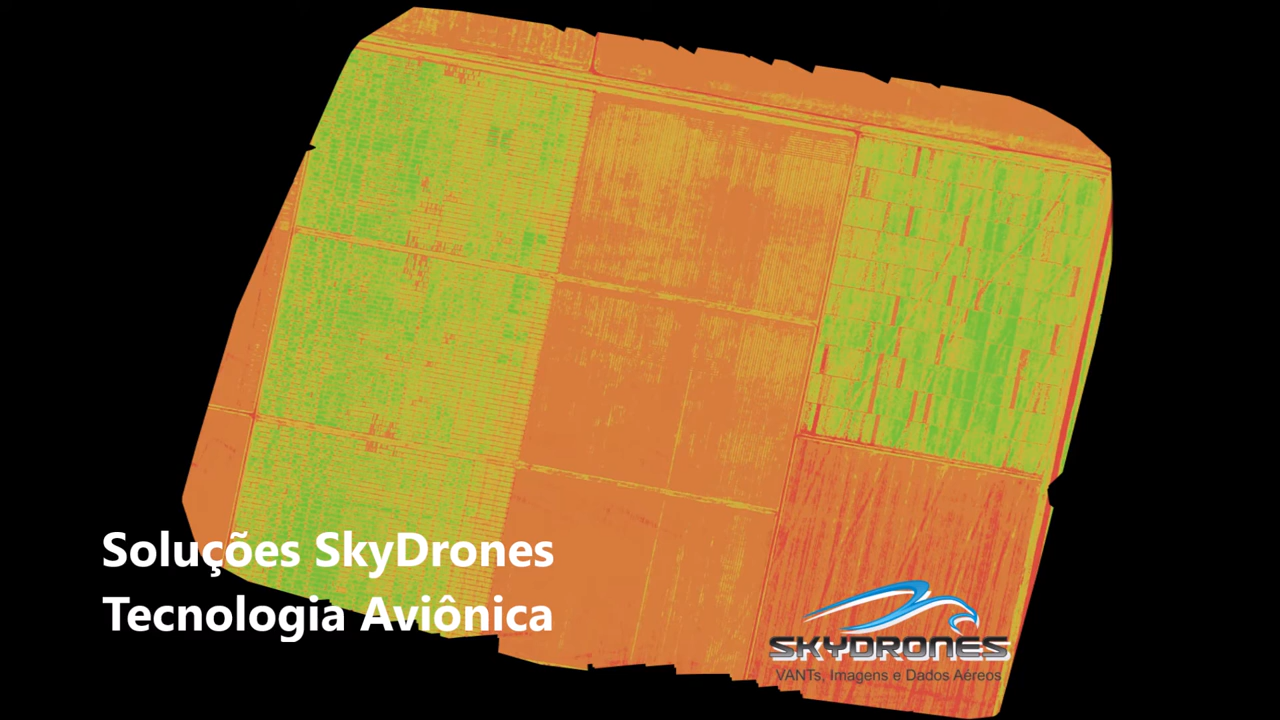 Soluções SkyDrones
Tecnologia Aviônica
SKYDRONES
VANTs, Imagens e Dados Aéreos